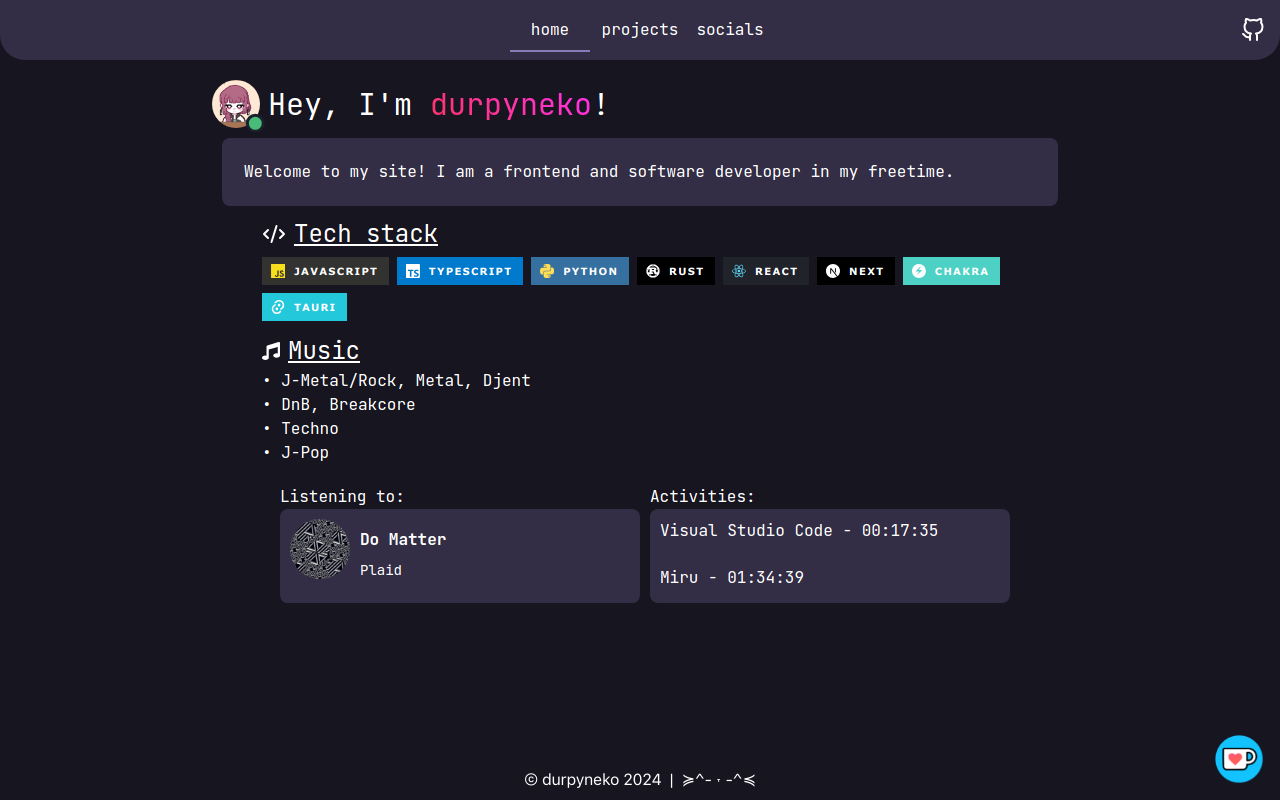 home projects socials
Hey, I'm durpyneko!
Welcome to my site! I am a frontend and software developer in my freetime.
</> Tech stack
JS JAVASCRIPT TS TYPESCRIPT PYTHON R RUST REACT N NEXT CHAKRA
TAURI
Music
• J-Metal/Rock, Metal, Djent
• DnB, Breakcore
• Techno
• J-Pop
Listening to: Activities:
Do Matter
Plaid
Visual Studio Code - 00:17:35
Miru - 01:34:39
© durpyneko 2024 | ≽^- ˕ -^≼